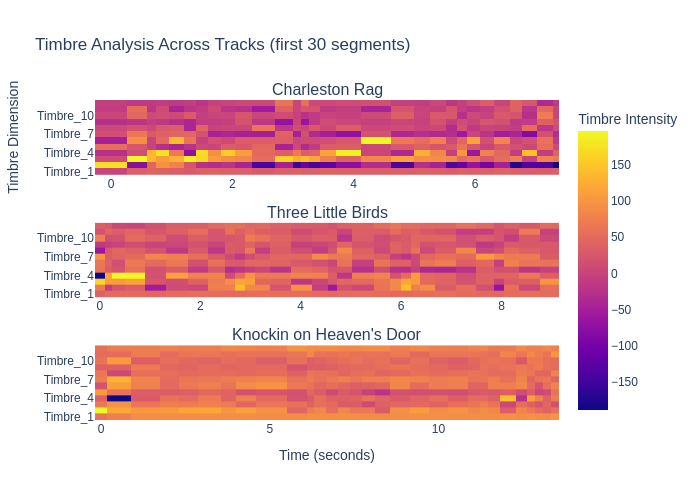 Timbre Analysis Across Tracks (first 30 segments)
Charleston Rag
Timbre_10
Timbre_7
Timbre_4
Timbre_1
0 2 4 6
Three Little Birds
Timbre_10
Timbre_7
Timbre_4
Timbre_1
0 2 4 6 8
Knockin on Heaven's Door
Timbre_10
Timbre_7
Timbre_4
Timbre_1
0 5 10
Time (seconds)
Timbre Dimension
Timbre Intensity
150
100
50
0
−50
−100
−150